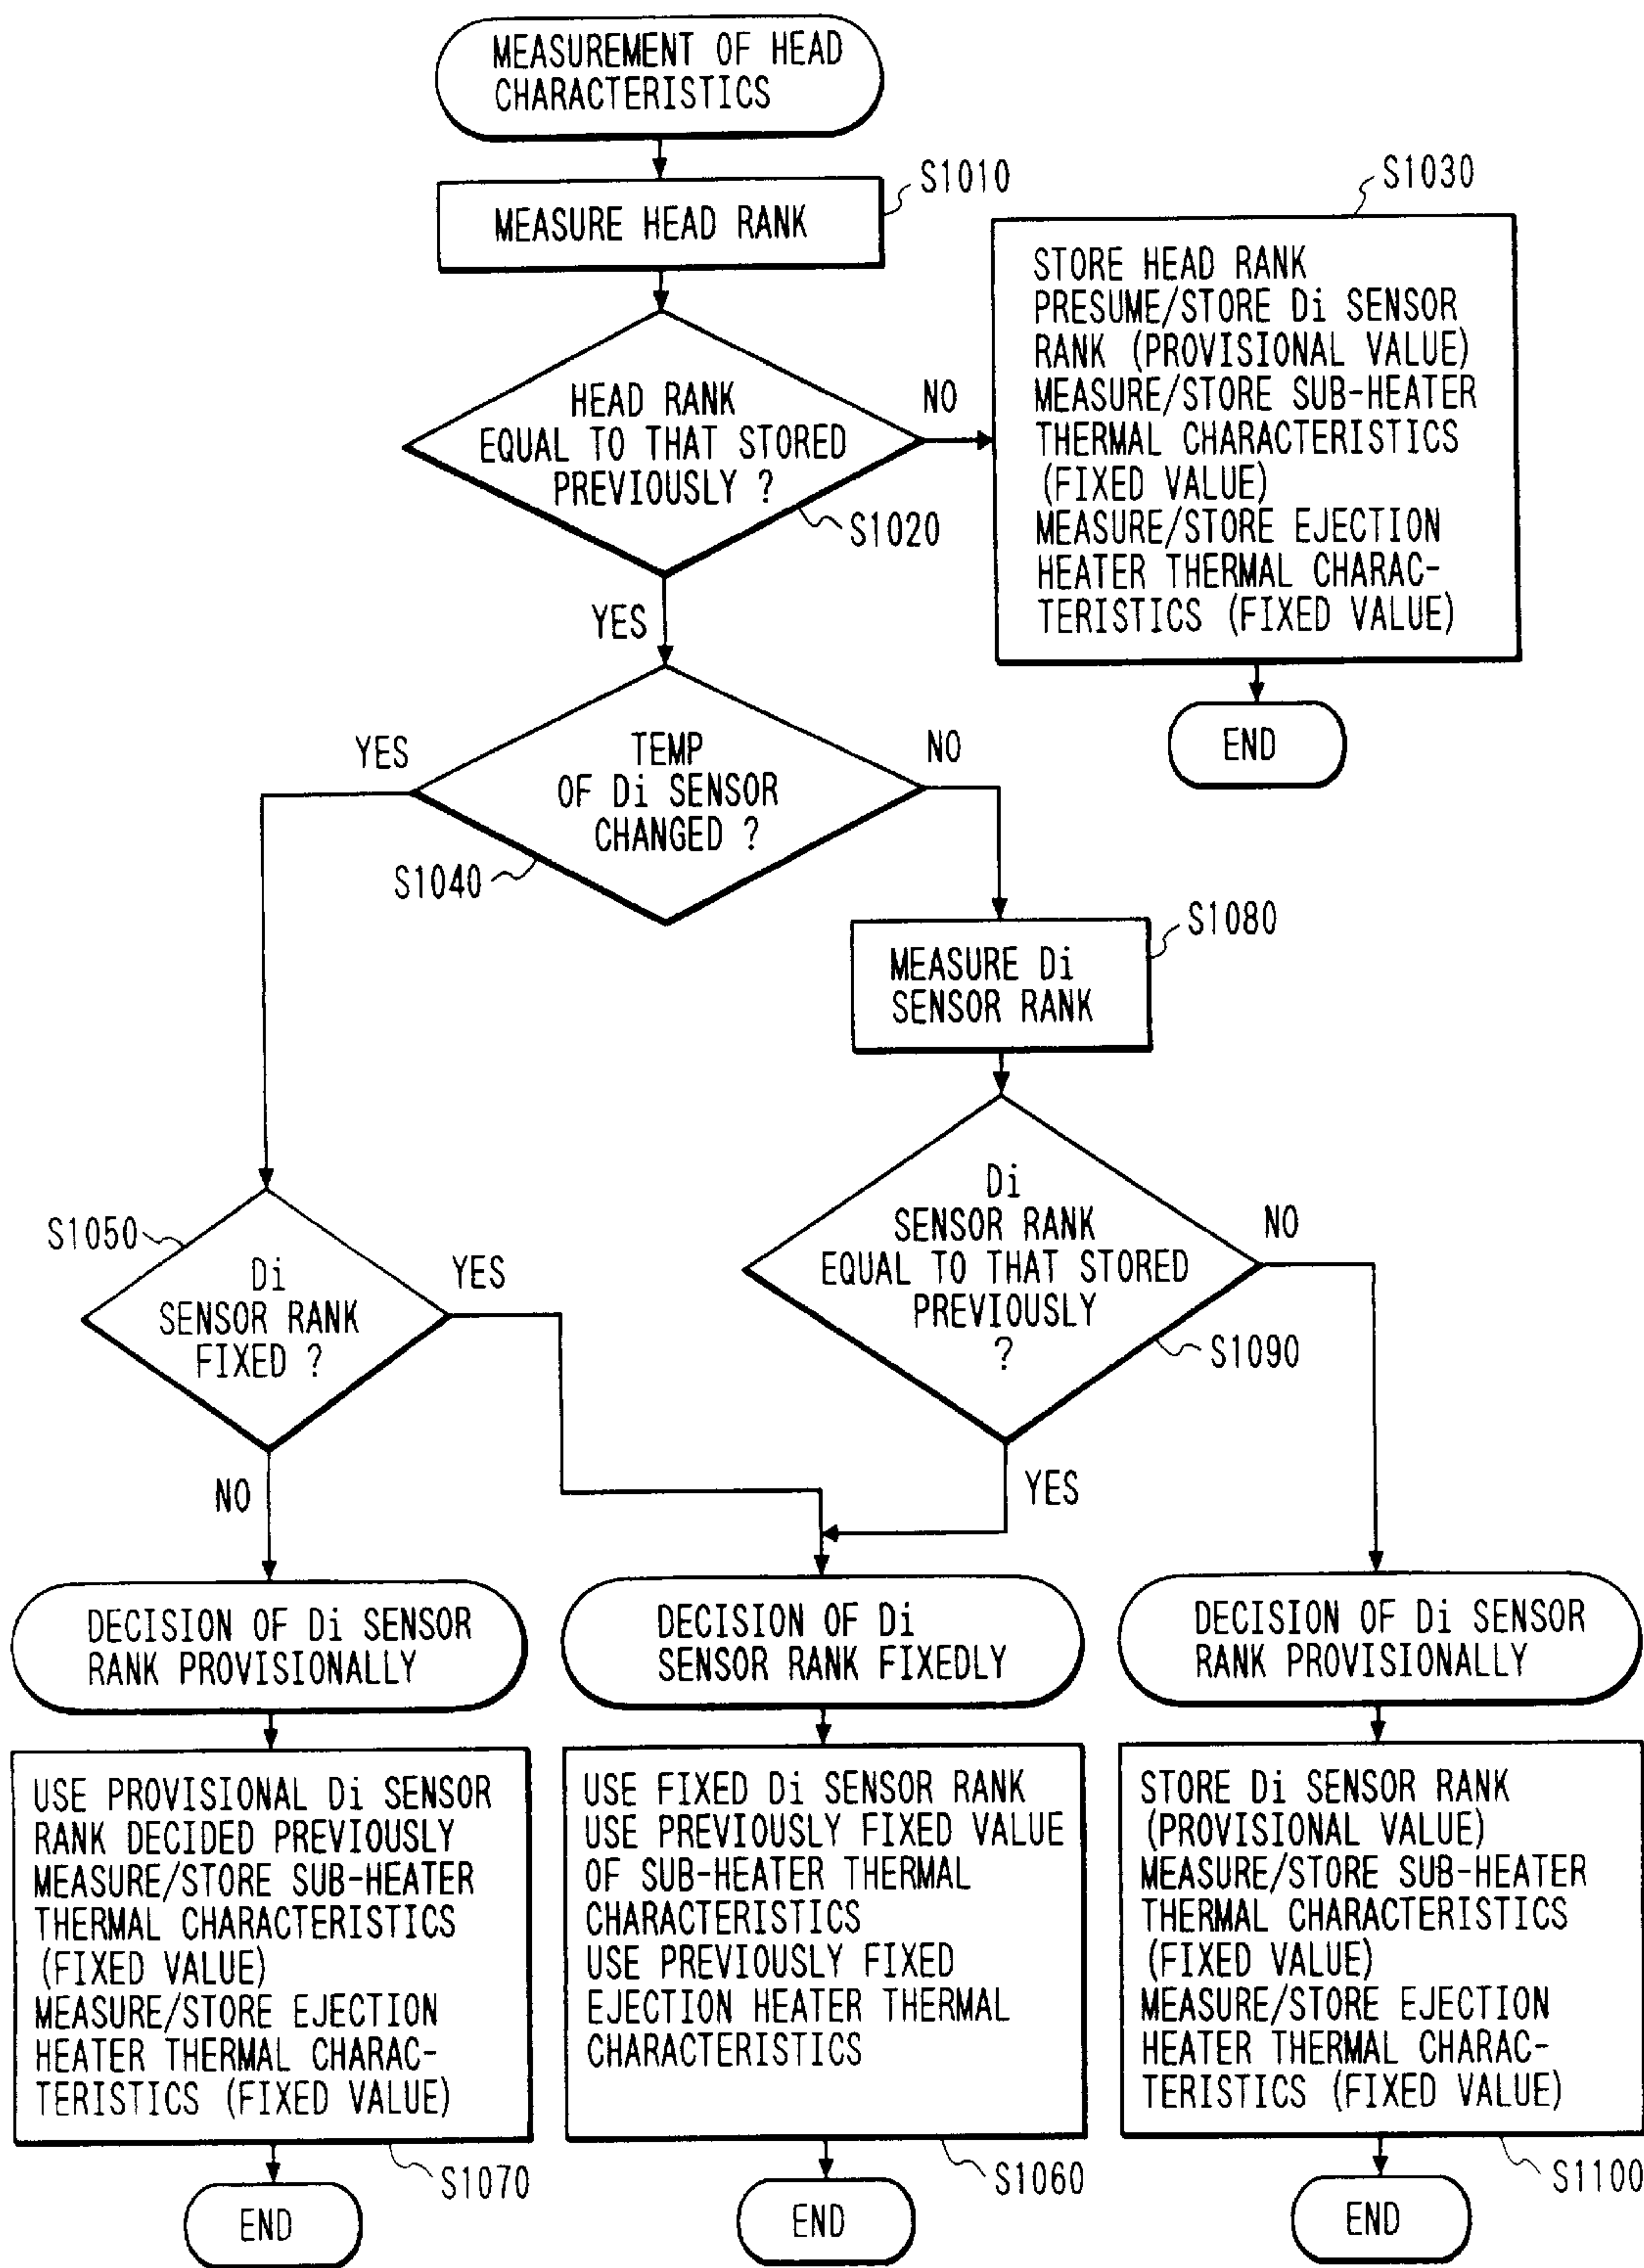 MEASUREMENT OF HEAD
CHARACTERISTICS
S1010
MEASURE HEAD RANK
S1030
STORE HEAD RANK
PRESUME/STORE Di SENSOR
RANK (PROVISIONAL VALUE)
MEASURE/STORE SUB-HEATER
THERMAL CHARACTERISTICS
(FIXED VALUE)
MEASURE/STORE EJECTION
HEATER THERMAL CHARAC-
TERISTICS (FIXED VALUE)
END
HEAD RANK
EQUAL TO THAT STORED
PREVIOUSLY ?
NO
S1020
YES
TEMP
OF Di SENSOR
CHANGED ?
YES
NO
S1040
S1080
MEASURE Di
SENSOR RANK
S1050
Di
SENSOR RANK
FIXED ?
YES
NO
Di
SENSOR RANK
EQUAL TO THAT STORED
PREVIOUSLY
?
NO
S1090
YES
DECISION OF Di SENSOR
RANK PROVISIONALLY
DECISION OF Di
SENSOR RANK FIXEDLY
DECISION OF Di SENSOR
RANK PROVISIONALLY
USE PROVISIONAL Di SENSOR
RANK DECIDED PREVIOUSLY
MEASURE/STORE SUB-HEATER
THERMAL CHARACTERISTICS
(FIXED VALUE)
MEASURE/STORE EJECTION
HEATER THERMAL CHARAC-
TERISTICS (FIXED VALUE)
S1070
END
USE FIXED Di SENSOR RANK
USE PREVIOUSLY FIXED VALUE
OF SUB-HEATER THERMAL
CHARACTERISTICS
USE PREVIOUSLY FIXED
EJECTION HEATER THERMAL
CHARACTERISTICS
S1060
END
STORE Di SENSOR RANK
(PROVISIONAL VALUE)
MEASURE/STORE SUB-HEATER
THERMAL CHARACTERISTICS
(FIXED VALUE)
MEASURE/STORE EJECTION
HEATER THERMAL CHARAC-
TERISTICS (FIXED VALUE)
S1100
END